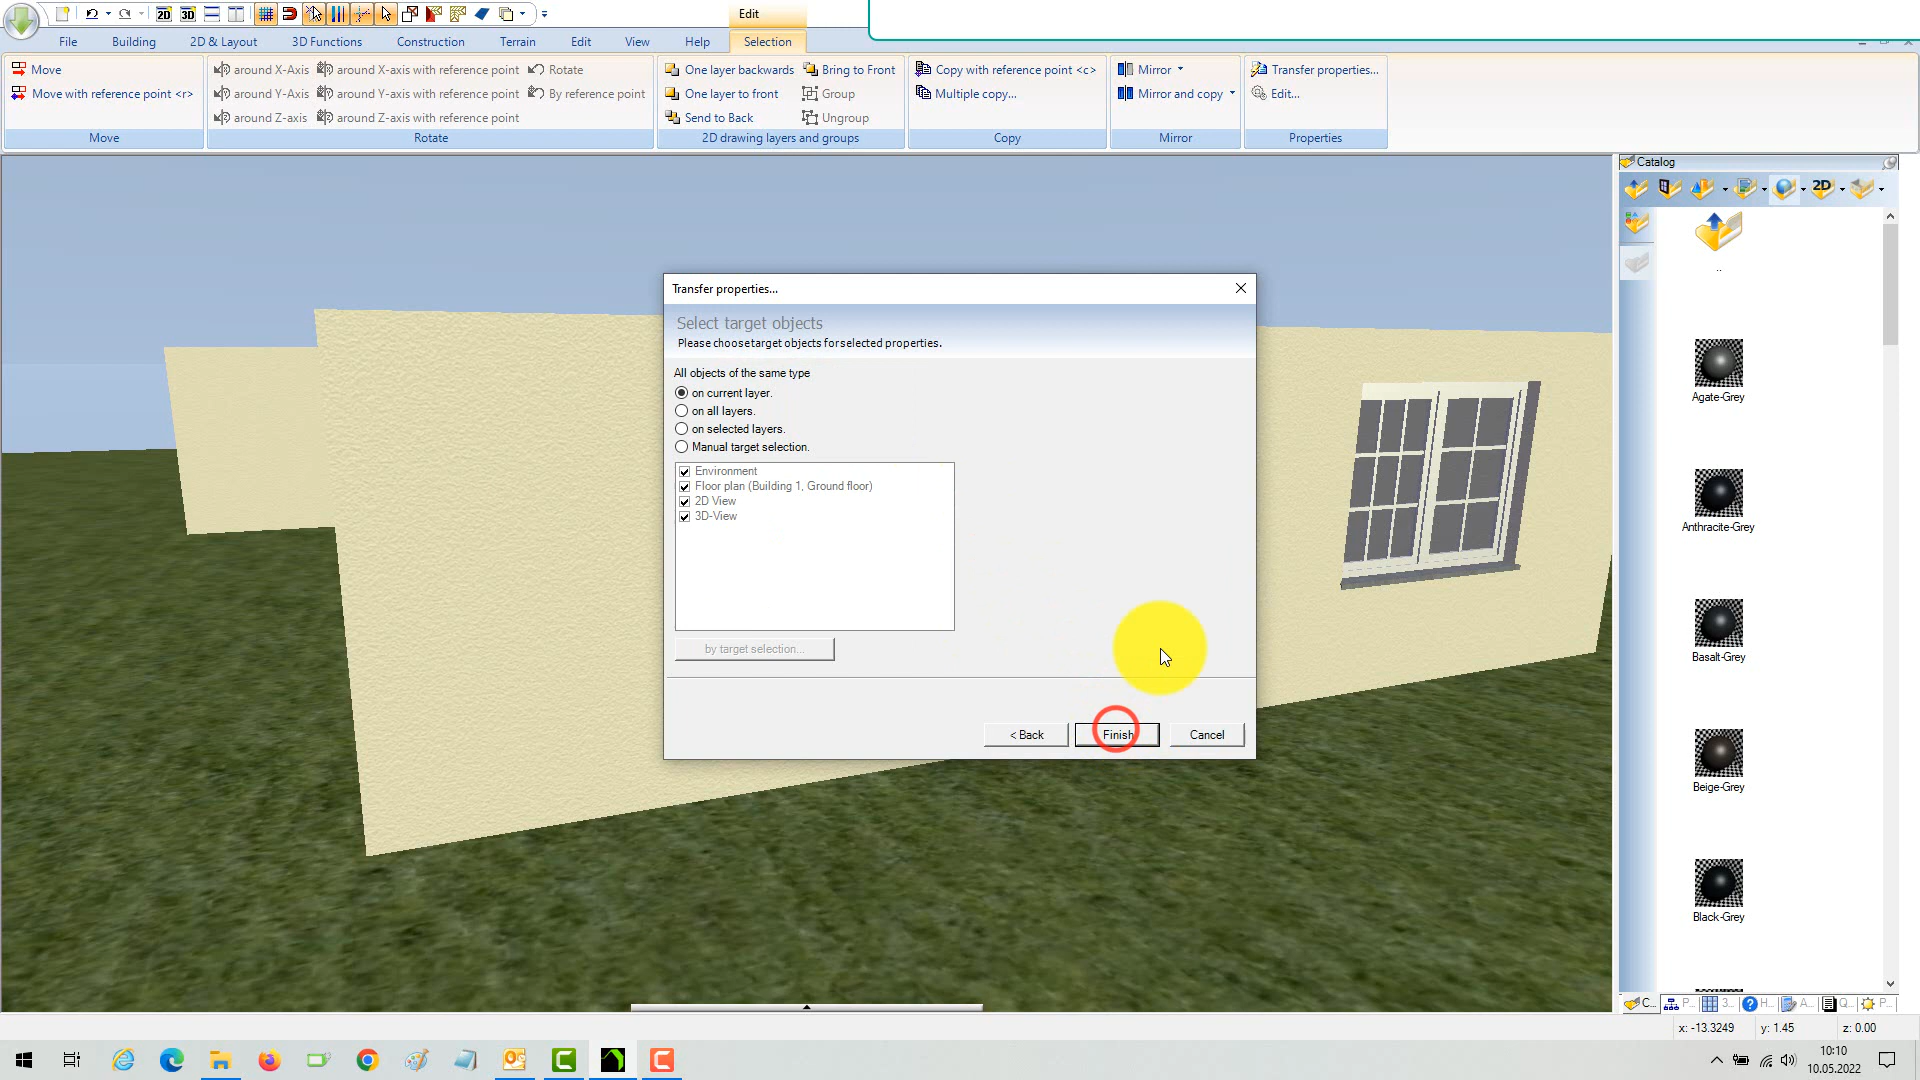 2D 3D
Edit
File Building 2D & Layout 3D Functions Construction Terrain Edit View Help Selection
Move around X-Axis around X-axis with reference point Rotate One layer backwards Bring to Front Copy with reference point <c> Mirror Transfer properties...
Move with reference point <r> around Y-Axis around Y-axis with reference point By reference point One layer to front Group Multiple copy... Mirror and copy Edit...
around Z-axis around Z-axis with reference point Send to Back Ungroup
Move Rotate 2D drawing layers and groups Copy Mirror Properties
Catalog
2D
..
Agate-Grey
Anthracite-Grey
Basalt-Grey
Beige-Grey
Black-Grey
Transfer properties...
Select target objects
Please choose target objects for selected properties.
All objects of the same type
on current layer.
on all layers.
on selected layers.
Manual target selection.
Environment
Floor plan (Building 1, Ground floor)
2D View
3D-View
by target selection...
< Back Finish Cancel
C... P... 3... H... A... Q... P...
x: -13.3249 y: 1.45 z: 0.00
10:10
10.05.2022